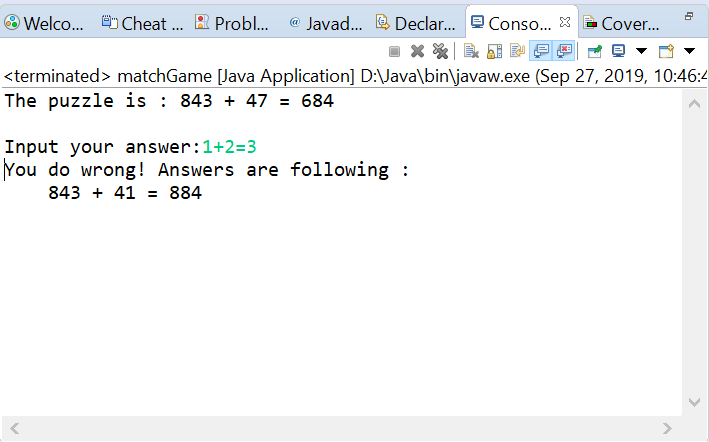 Welco... Cheat ... Probl... @ Javad... Declar... Conso... Cover...
<terminated> matchGame [Java Application] D:\Java\bin\javaw.exe (Sep 27, 2019, 10:46:4
The puzzle is : 843 + 47 = 684
Input your answer:1+2=3
You do wrong! Answers are following :
843 + 41 = 884